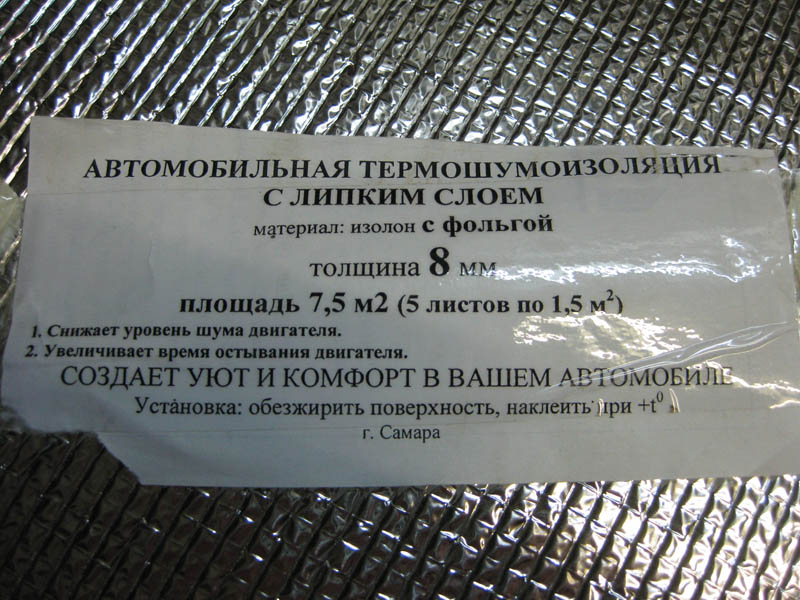 АВТОМОБИЛЬНАЯ ТЕРМОШУМОИЗОЛЯЦИЯ
С ЛИПКИМ СЛОЕМ
материал: изолон с фольгой
толщина 8 мм
площадь 7,5 м2 (5 листов по 1,5 м²)
1. Снижает уровень шума двигателя.
2. Увеличивает время остывания двигателя.
СОЗДАЕТ УЮТ И КОМФОРТ В ВАШЕМ АВТОМОБИЛЕ
Установка: обезжирить поверхность, наклеить при +t⁰
г. Самара